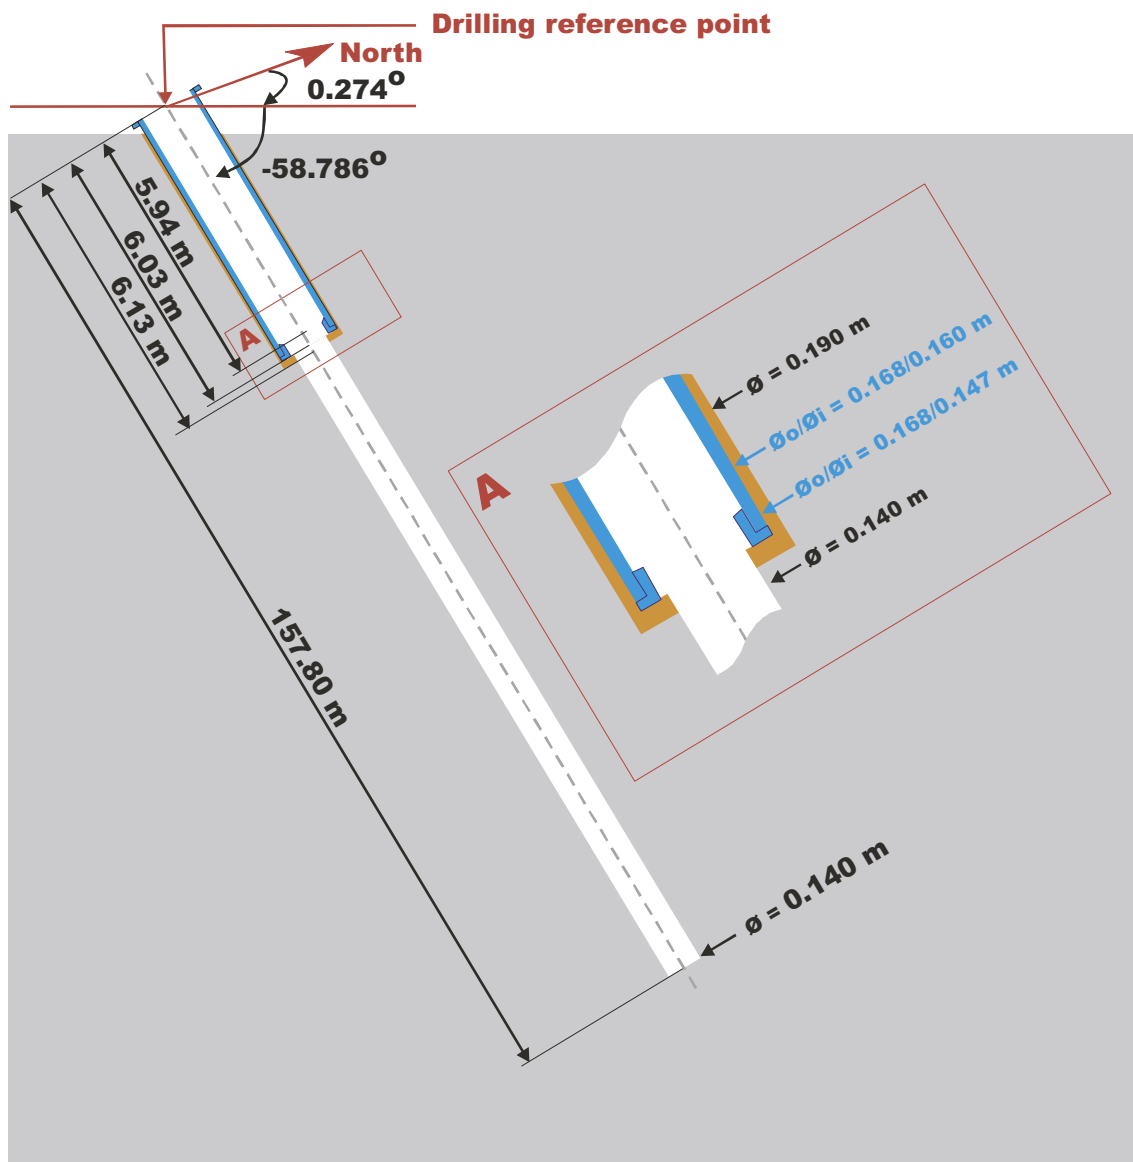 Drilling reference point
North
0.274°
-58.786°
5.94 m
6.03 m
6.13 m
A
157.80 m
A
ø = 0.190 m
Øo/Øi = 0.168/0.160 m
Øo/Øi = 0.168/0.147 m
Ø = 0.140 m
ø = 0.140 m